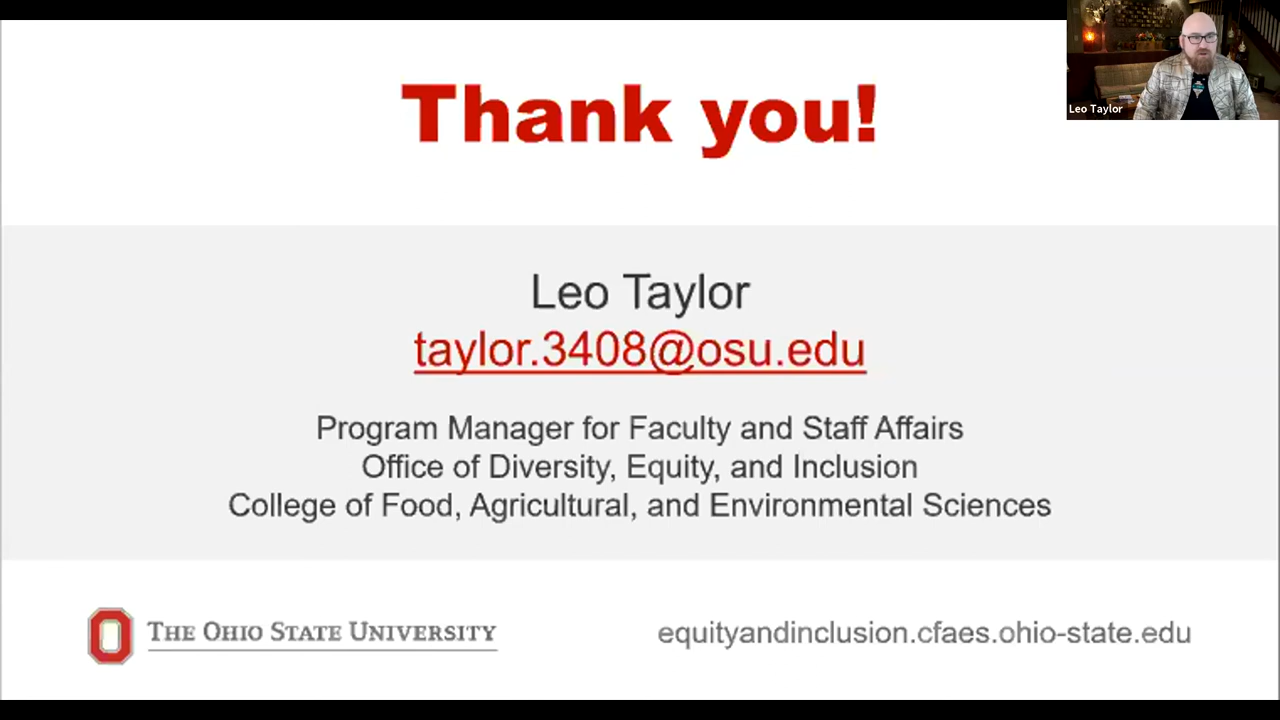 Thank you!
Leo Taylor
Leo Taylor
taylor.3408@osu.edu
Program Manager for Faculty and Staff Affairs
Office of Diversity, Equity, and Inclusion
College of Food, Agricultural, and Environmental Sciences
THE OHIO STATE UNIVERSITY
equityandinclusion.cfaes.ohio-state.edu